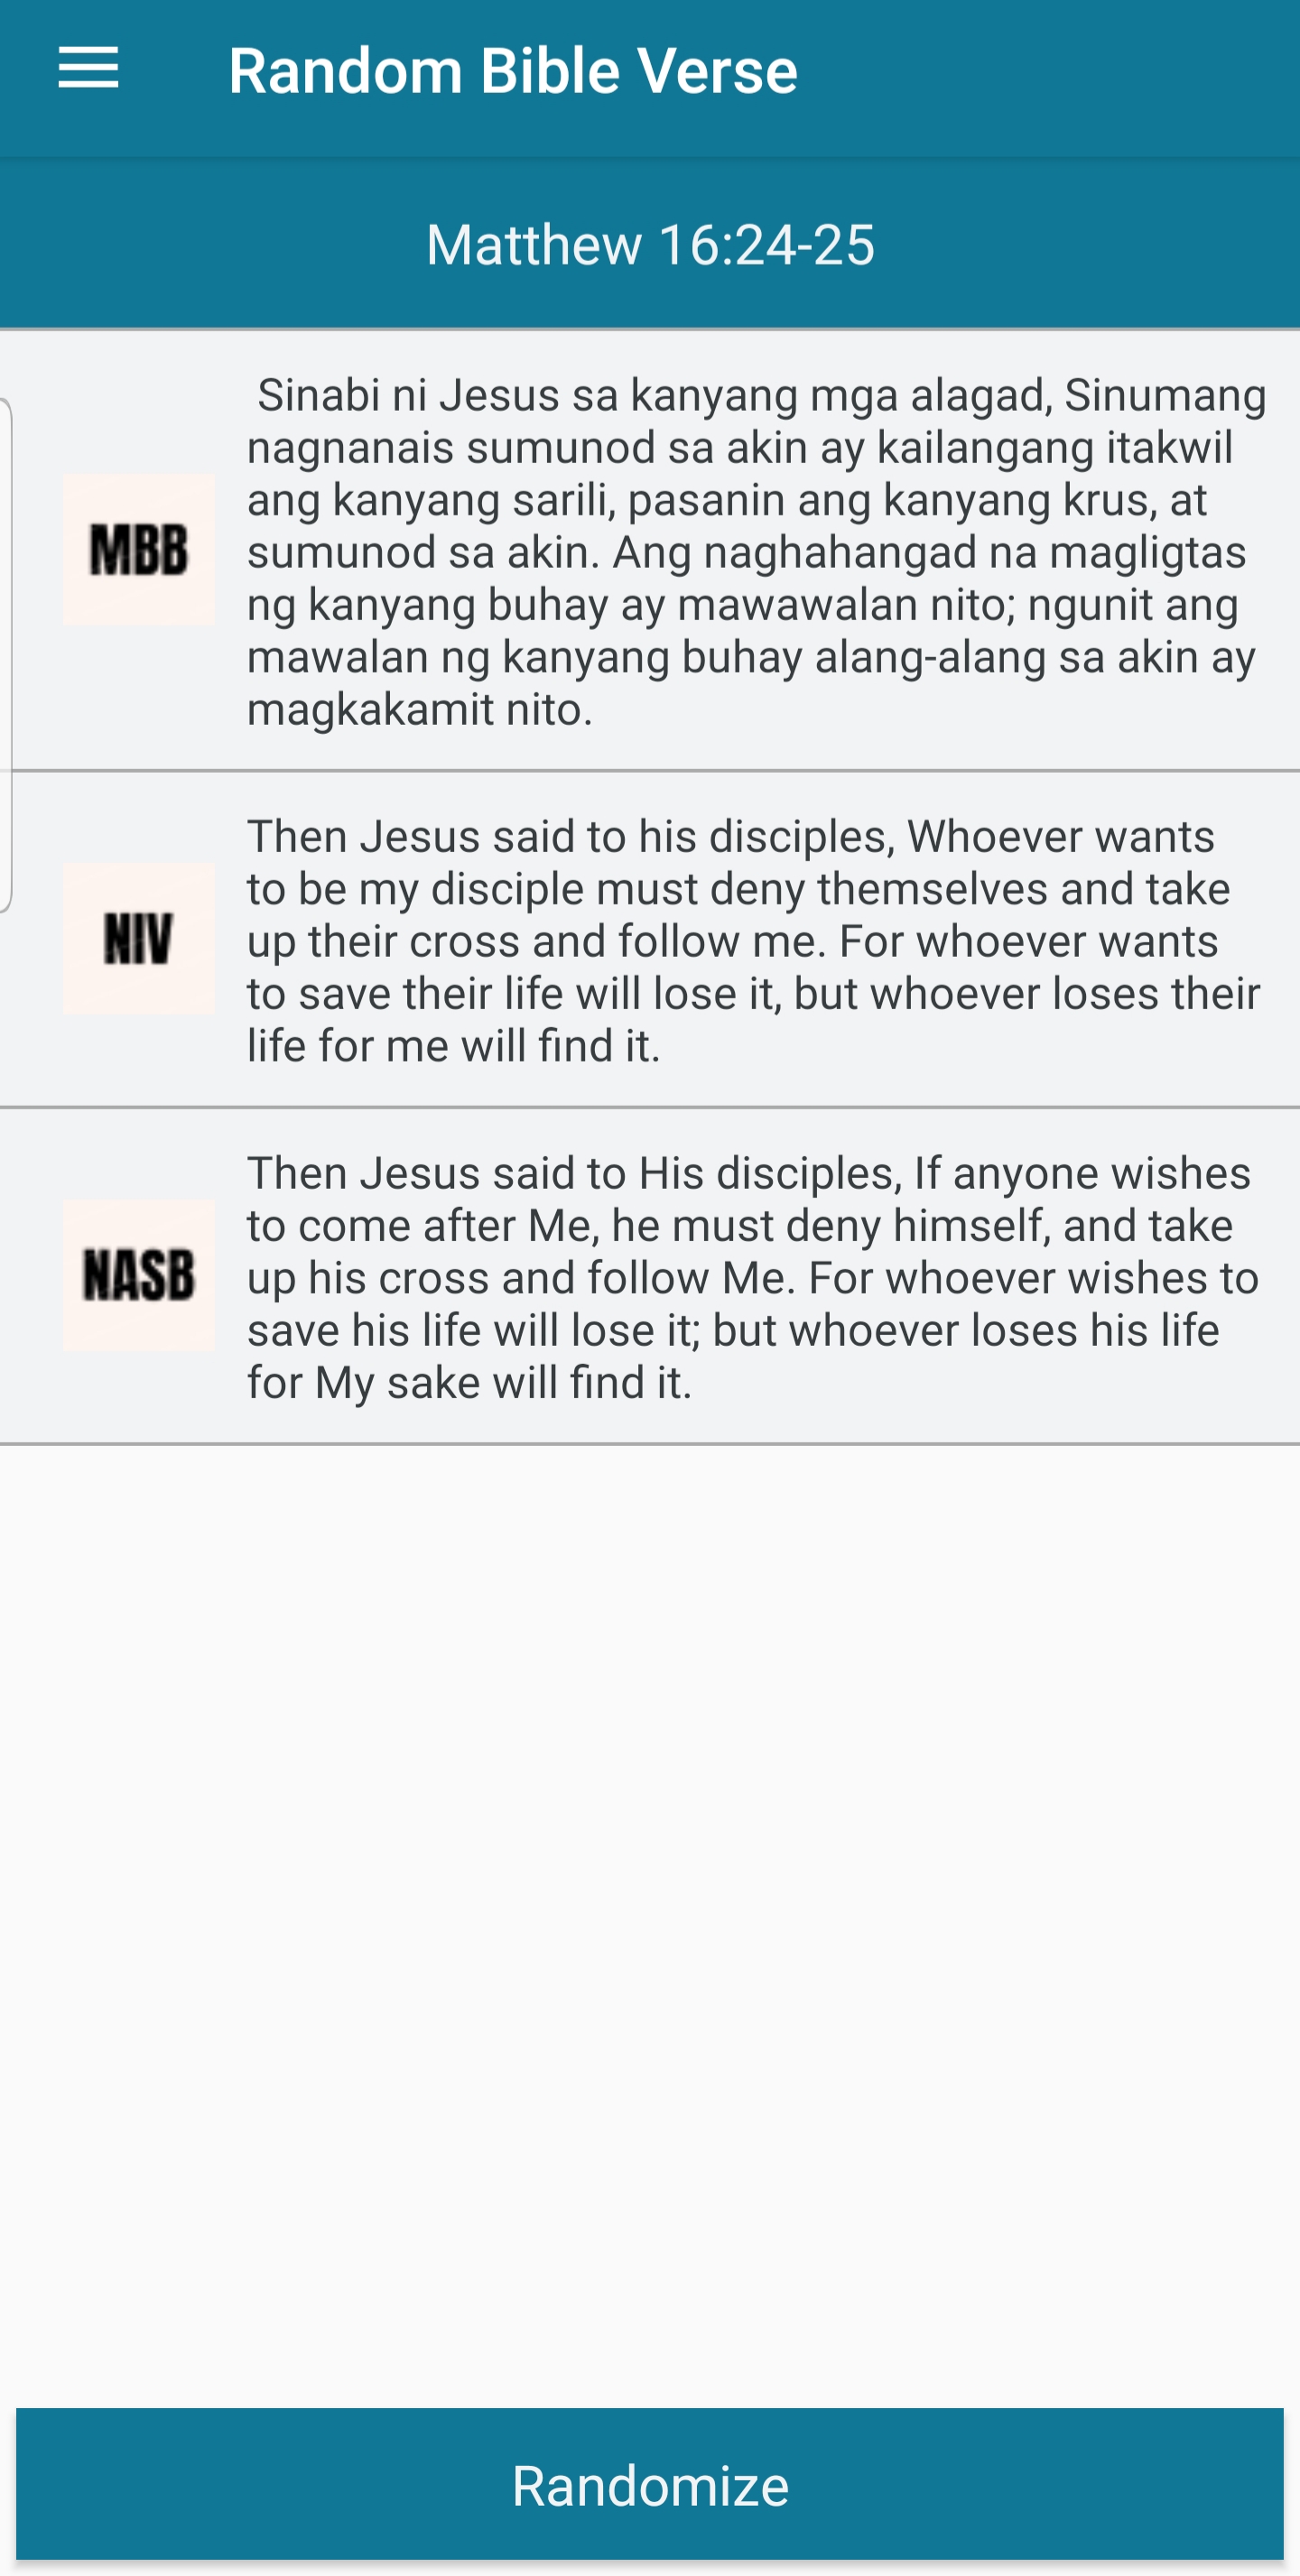 Random Bible Verse
Matthew 16:24-25
Sinabi ni Jesus sa kanyang mga alagad, Sinumang
nagnanais sumunod sa akin ay kailangang itakwil
ang kanyang sarili, pasanin ang kanyang krus, at
sumunod sa akin. Ang naghahangad na magligtas
ng kanyang buhay ay mawawalan nito; ngunit ang
mawalan ng kanyang buhay alang-alang sa akin ay
magkakamit nito.
MBB
Then Jesus said to his disciples, Whoever wants
to be my disciple must deny themselves and take
up their cross and follow me. For whoever wants
to save their life will lose it, but whoever loses their
life for me will find it.
NIV
Then Jesus said to His disciples, If anyone wishes
to come after Me, he must deny himself, and take
up his cross and follow Me. For whoever wishes to
save his life will lose it; but whoever loses his life
for My sake will find it.
NASB
Randomize